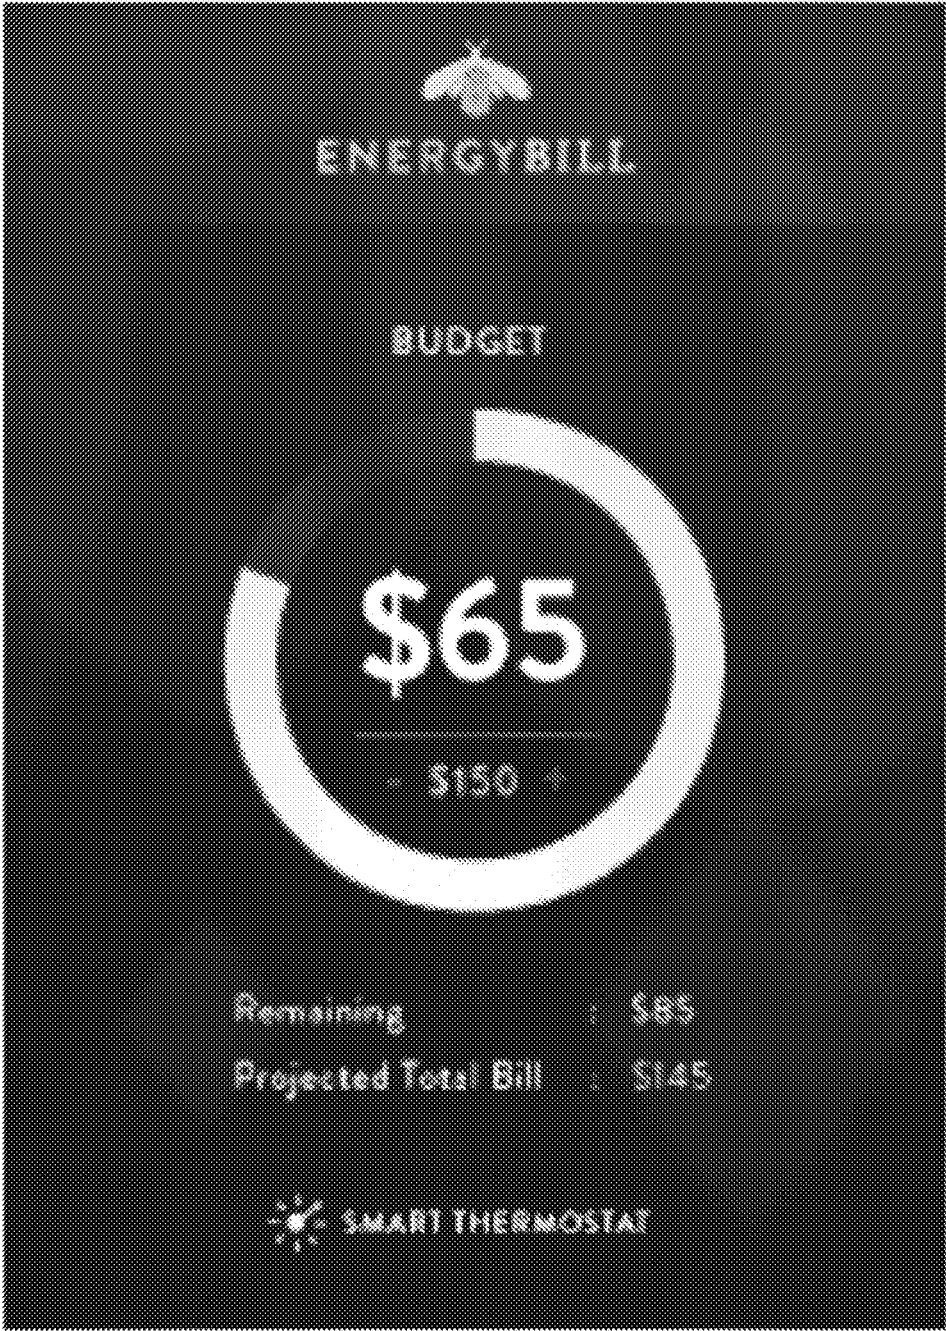 ENERGYBILL
BUDGET
$65
- $150 +
Remaining : $85
Projected Total Bill : $145
SMART THERMOSTAT